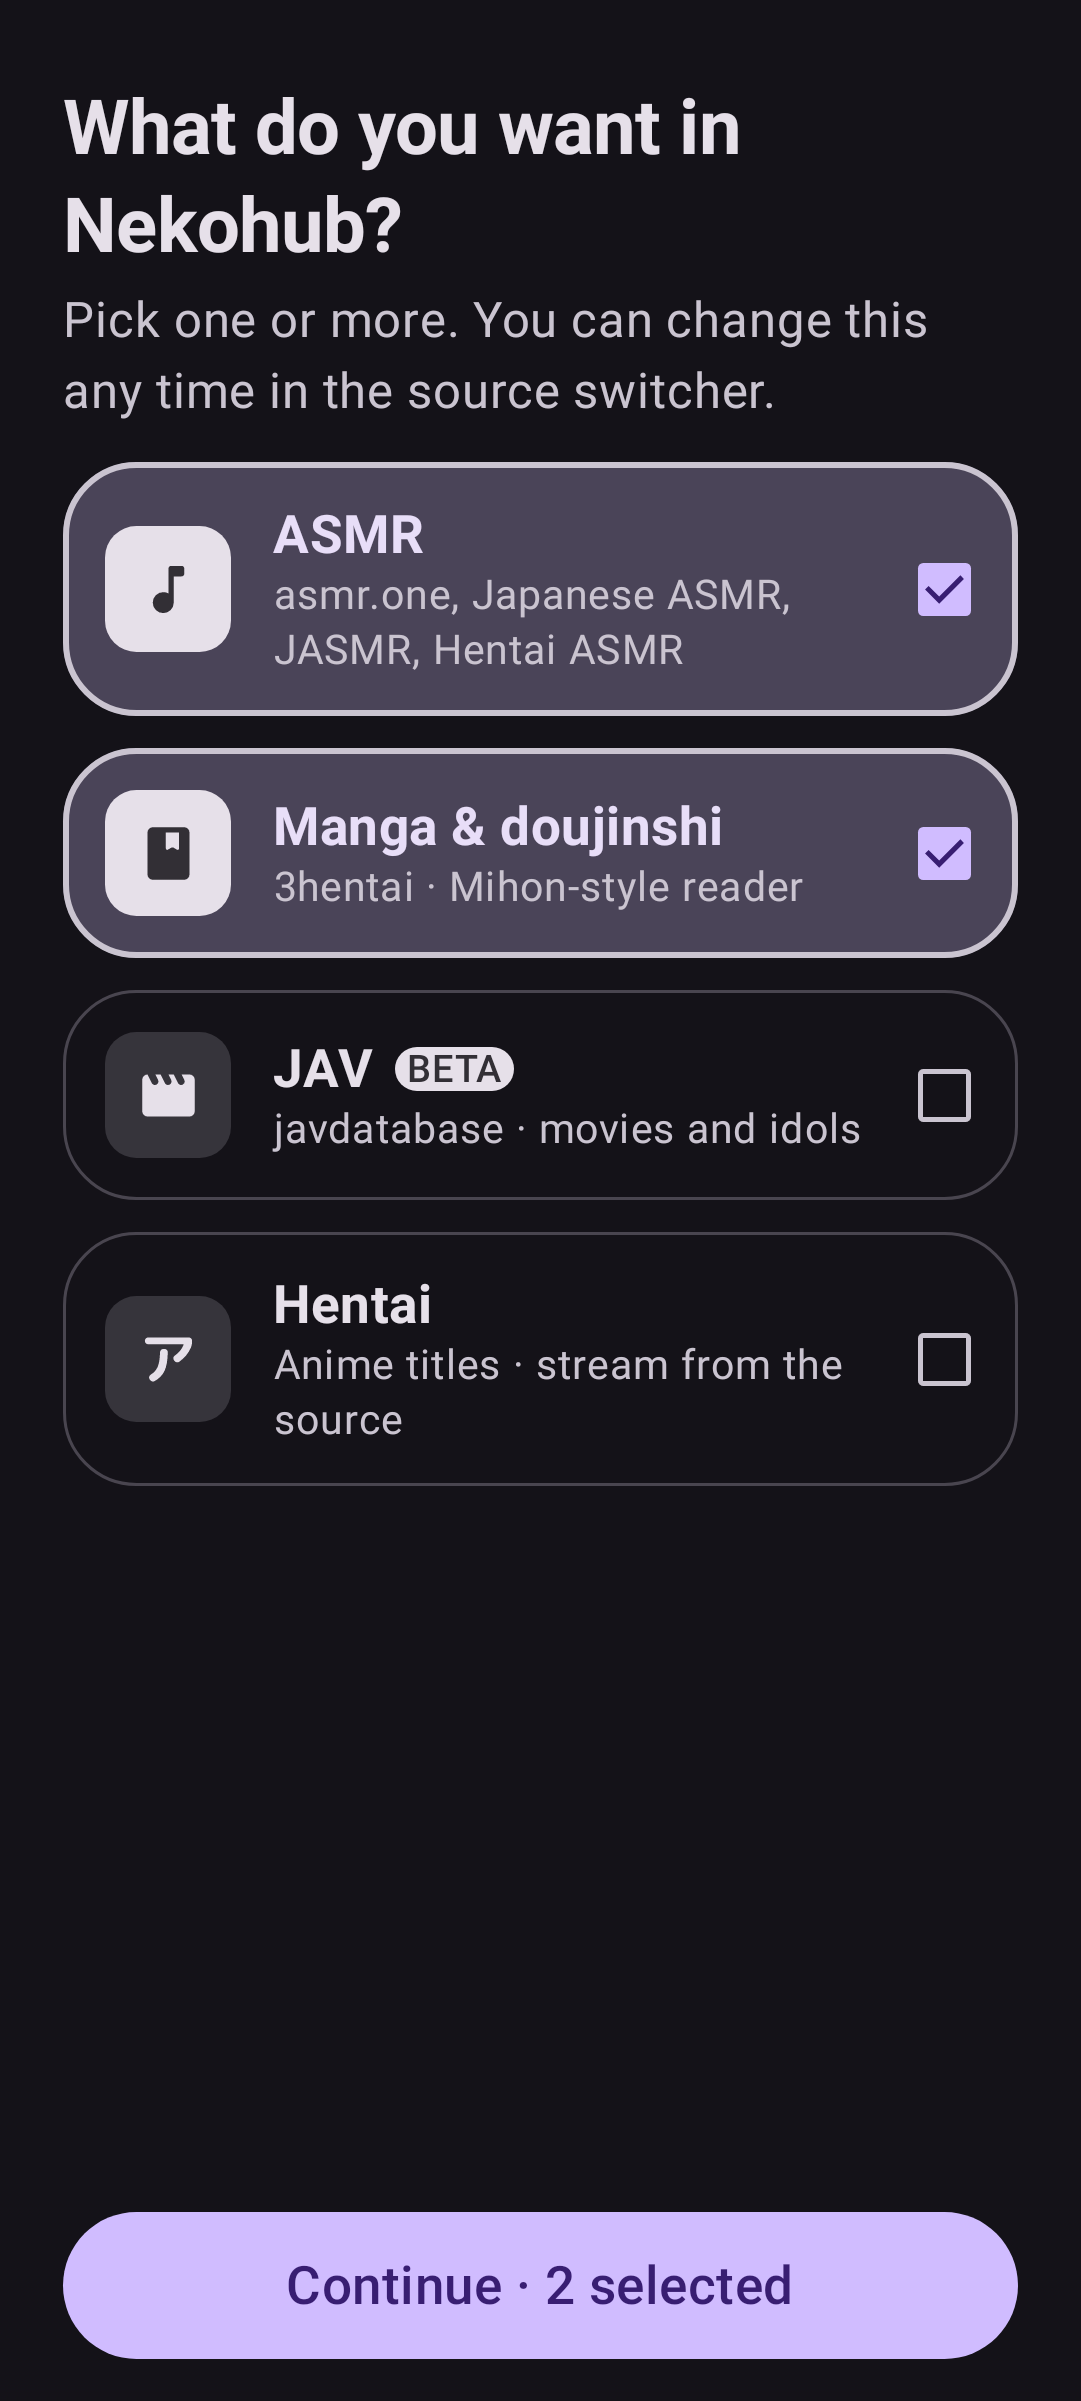 What do you want in
Nekohub?
Pick one or more. You can change this
any time in the source switcher.
ASMR
asmr.one, Japanese ASMR,
JASMR, Hentai ASMR
Manga & doujinshi
3hentai · Mihon-style reader
JAV BETA
javdatabase · movies and idols
ア
Hentai
Anime titles · stream from the
source
Continue · 2 selected